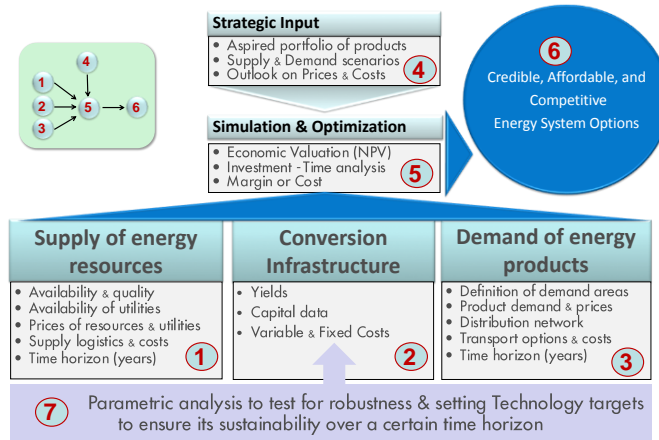 Strategic Input
• Aspired portfolio of products
• Supply & Demand scenarios
• Outlook on Prices & Costs
4
6
Credible, Affordable, and
Competitive
Energy System Options
4
1
2
5
6
3
Simulation & Optimization
• Economic Valuation (NPV)
• Investment - Time analysis
• Margin or Cost
5
Supply of energy
resources
• Availability & quality
• Availability of utilities
• Prices of resources & utilities
• Supply logistics & costs
• Time horizon (years)
1
Conversion
Infrastructure
• Yields
• Capital data
• Variable & Fixed Costs
2
Demand of energy
products
• Definition of demand areas
• Product demand & prices
• Distribution network
• Transport options & costs
• Time horizon (years)
3
7
Parametric analysis to test for robustness & setting Technology targets
to ensure its sustainability over a certain time horizon